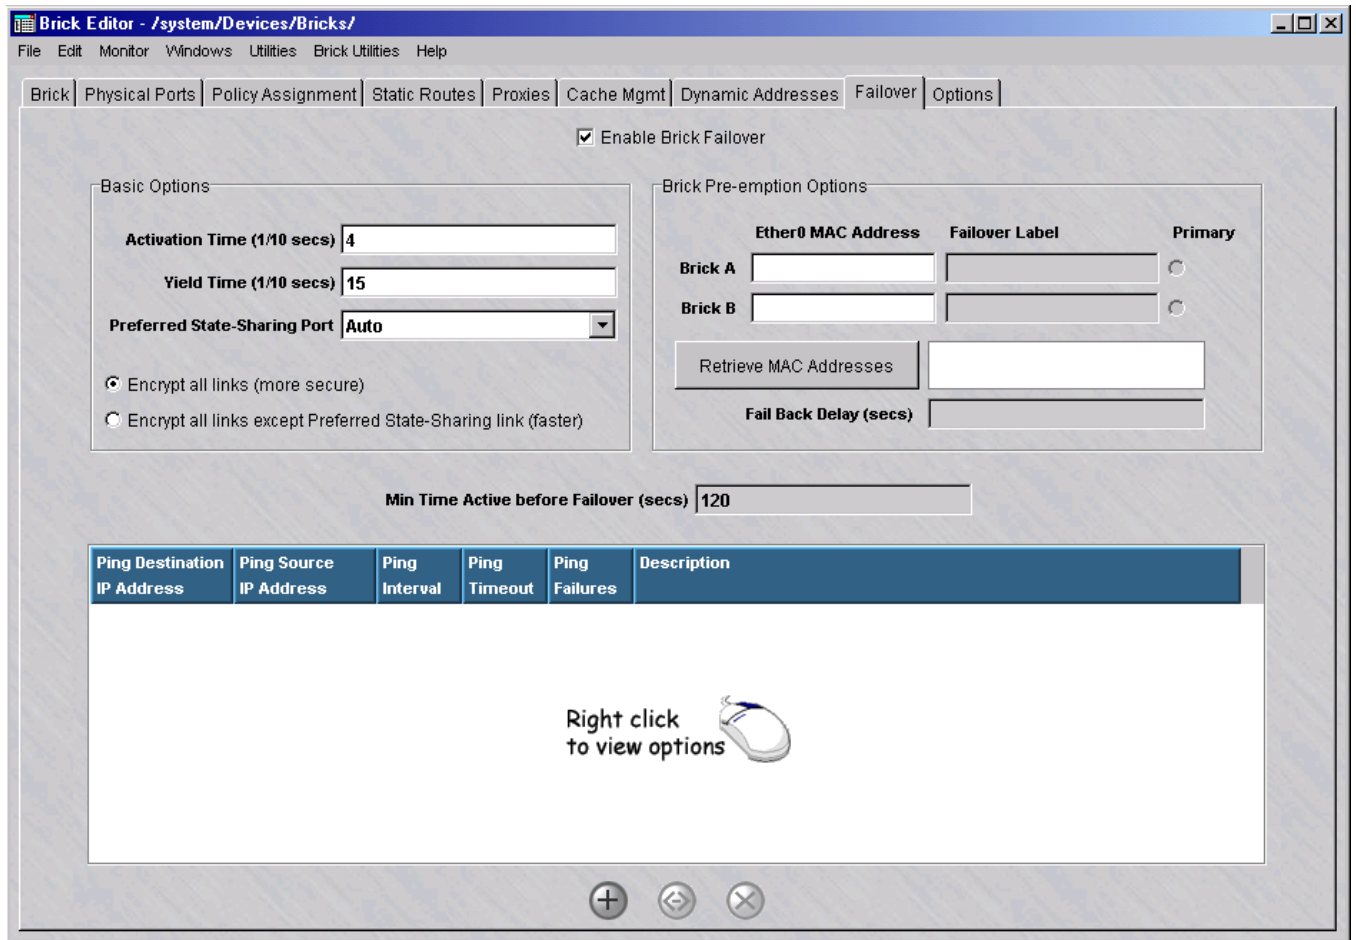 Brick Editor - /system/Devices/Bricks/
File Edit Monitor Windows Utilities Brick Utilities Help
Brick Physical Ports Policy Assignment Static Routes Proxies Cache Mgmt Dynamic Addresses Failover Options
Enable Brick Failover
Basic Options
Activation Time (1/10 secs) 4
Yield Time (1/10 secs) 15
Preferred State-Sharing Port Auto
Encrypt all links (more secure)
Encrypt all links except Preferred State-Sharing link (faster)
Brick Pre-emption Options
Ether0 MAC Address Failover Label Primary
Brick A
Brick B
Retrieve MAC Addresses
Fail Back Delay (secs)
Min Time Active before Failover (secs) 120
Ping Destination Ping Source Ping Ping Ping Description
IP Address IP Address Interval Timeout Failures
Right click
to view options